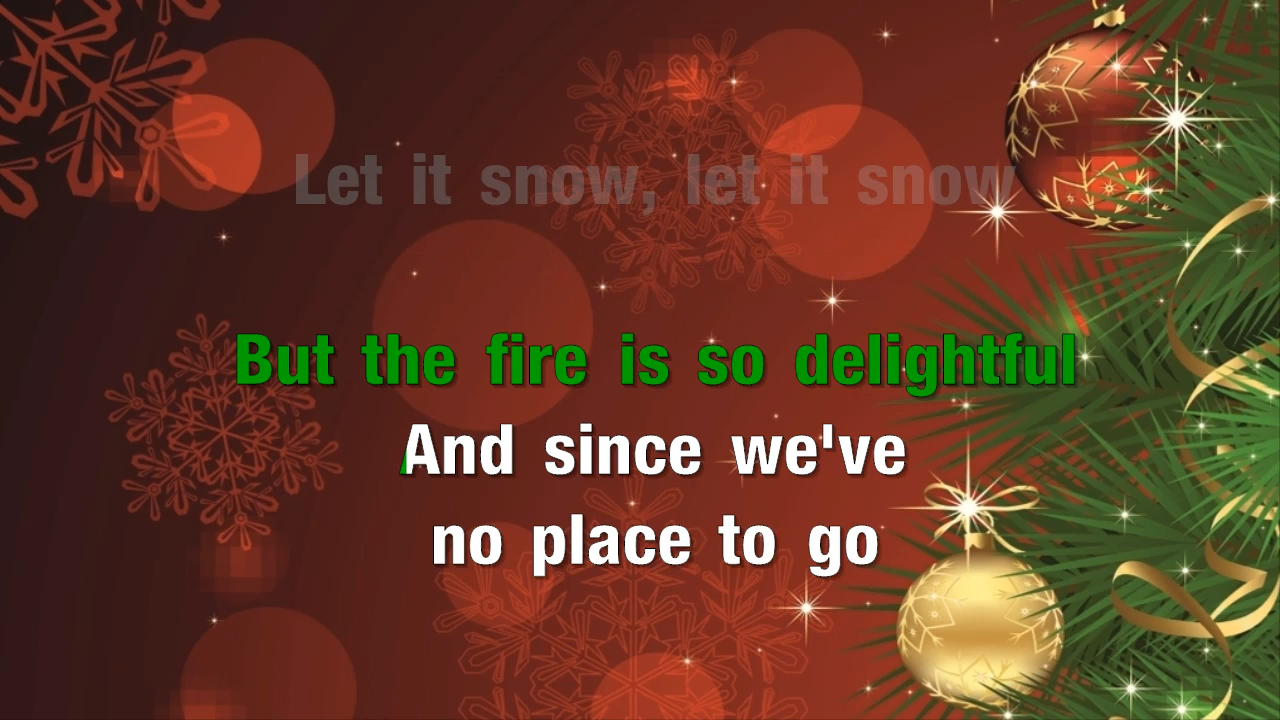 Let it snow, let it snow
But the fire is so delightful
And since we've
no place to go